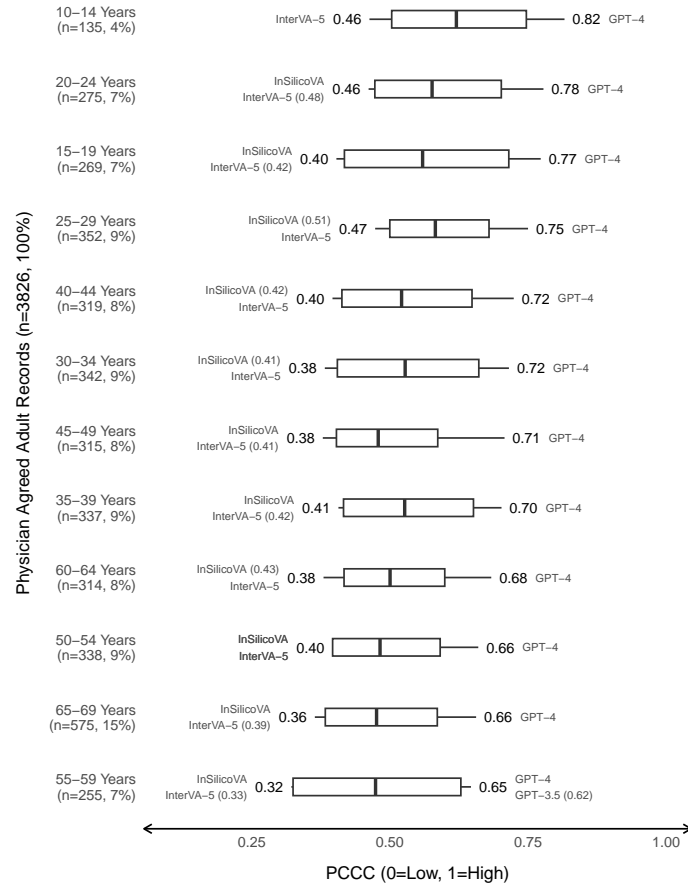 10–14 Years
(n=135, 4%)
InterVA–5 0.46
0.82 GPT–4
20–24 Years
(n=275, 7%)
InSilicoVA
InterVA–5 (0.48)
0.46
0.78 GPT–4
15–19 Years
(n=269, 7%)
InSilicoVA
InterVA–5 (0.42)
0.40
0.77 GPT–4
25–29 Years
(n=352, 9%)
InSilicoVA (0.51)
InterVA–5
0.47
0.75 GPT–4
40–44 Years
(n=319, 8%)
InSilicoVA (0.42)
InterVA–5
0.40
0.72 GPT–4
30–34 Years
(n=342, 9%)
InSilicoVA (0.41)
InterVA–5
0.38
0.72 GPT–4
45–49 Years
(n=315, 8%)
InSilicoVA
InterVA–5 (0.41)
0.38
0.71 GPT–4
35–39 Years
(n=337, 9%)
InSilicoVA
InterVA–5 (0.42)
0.41
0.70 GPT–4
60–64 Years
(n=314, 8%)
InSilicoVA (0.43)
InterVA–5
0.38
0.68 GPT–4
50–54 Years
(n=338, 9%)
InSilicoVA
InterVA–5
0.40
0.66 GPT–4
65–69 Years
(n=575, 15%)
InSilicoVA
InterVA–5 (0.39)
0.36
0.66 GPT–4
55–59 Years
(n=255, 7%)
InSilicoVA
InterVA–5 (0.33)
0.32
0.65
GPT–4
GPT–3.5 (0.62)
Physician Agreed Adult Records (n=3826, 100%)
0.25 0.50 0.75 1.00
PCCC (0=Low, 1=High)